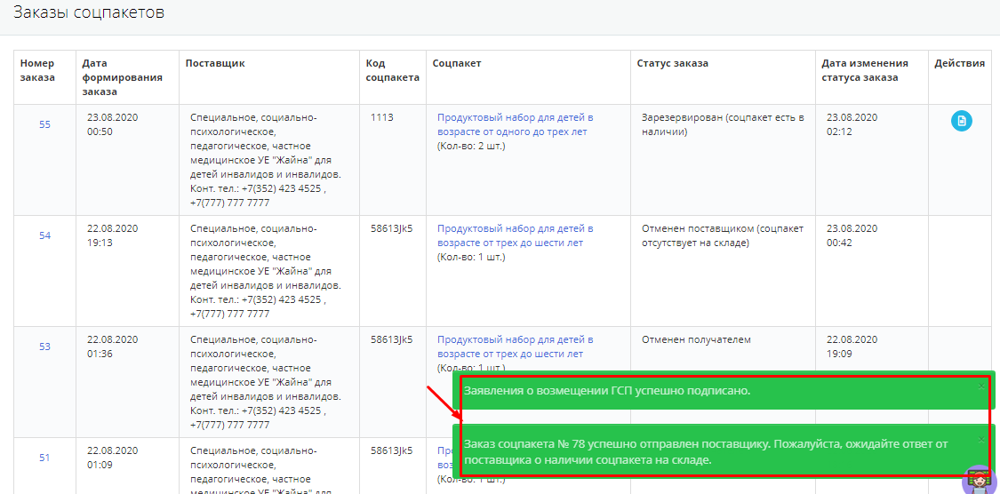 Заказы соцпакетов
Номер заказа
Дата формирования заказа
Поставщик
Код соцпакета
Соцпакет
Статус заказа
Дата изменения статуса заказа
Действия
55
23.08.2020
00:50
Специальное, социально-
психологическое,
педагогическое, частное
медицинское УЕ "Жайна" для
детей инвалидов и инвалидов.
Конт. тел.: +7(352) 423 4525 ,
+7(777) 777 7777
1113
Продуктовый набор для детей в
возрасте от одного до трех лет
(Кол-во: 2 шт.)
Зарезервирован (соцпакет есть в
наличии)
23.08.2020
02:12
54
22.08.2020
19:13
Специальное, социально-
психологическое,
педагогическое, частное
медицинское УЕ "Жайна" для
детей инвалидов и инвалидов.
Конт. тел.: +7(352) 423 4525 ,
+7(777) 777 7777
58613Jk5
Продуктовый набор для детей в
возрасте от трех до шести лет
(Кол-во: 1 шт.)
Отменен поставщиком (соцпакет
отсутствует на складе)
23.08.2020
00:42
53
22.08.2020
01:36
Специальное, социально-
психологическое,
педагогическое, частное
медицинское УЕ "Жайна" для
детей инвалидов и инвалидов.
Конт. тел.: +7(352) 423 4525 ,
+7(777) 777 7777
58613Jk5
Продуктовый набор для детей в
возрасте от трех до шести лет
(Кол-во: 1 шт.)
Отменен получателем
22.08.2020
19:09
Заявления о возмещении ГСП успешно подписано.
51
22.08.2020
01:09
Специальное, социально-
психологическое,
педагогическое, частное
медицинское УЕ "Жайна" для
58613Jk5
Заказ соцпакета № 78 успешно отправлен поставщику. Пожалуйста, ожидайте ответ от
поставщика о наличии соцпакета на складе.